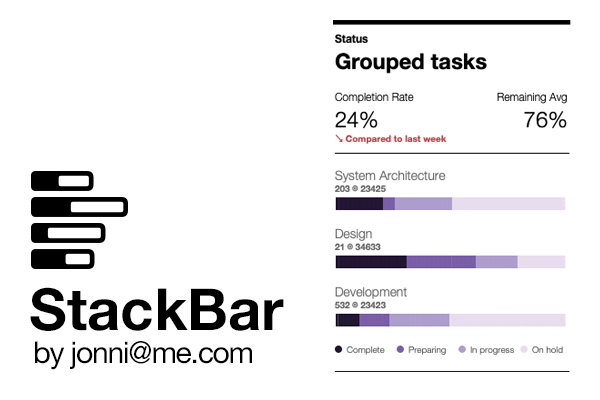 StackBar
by jonni@me.com
Status
Grouped tasks
Completion Rate Remaining Avg
24% 76%
↘ Compared to last week
System Architecture
203 @ 23425
Design
21 @ 34633
Development
532 @ 23423
Complete Preparing In progress On hold